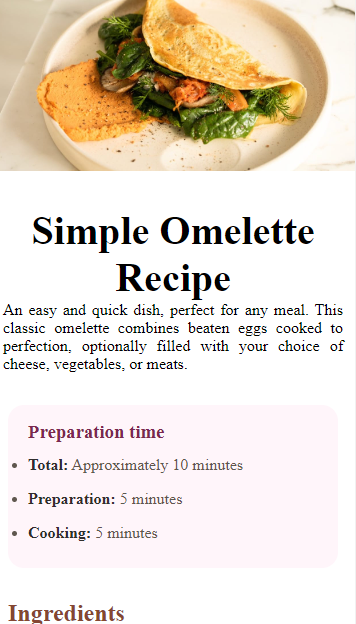 Simple Omelette
Recipe
An easy and quick dish, perfect for any meal. This
classic omelette combines beaten eggs cooked to
perfection, optionally filled with your choice of
cheese, vegetables, or meats.
Preparation time
Total: Approximately 10 minutes
Preparation: 5 minutes
Cooking: 5 minutes
Ingredients